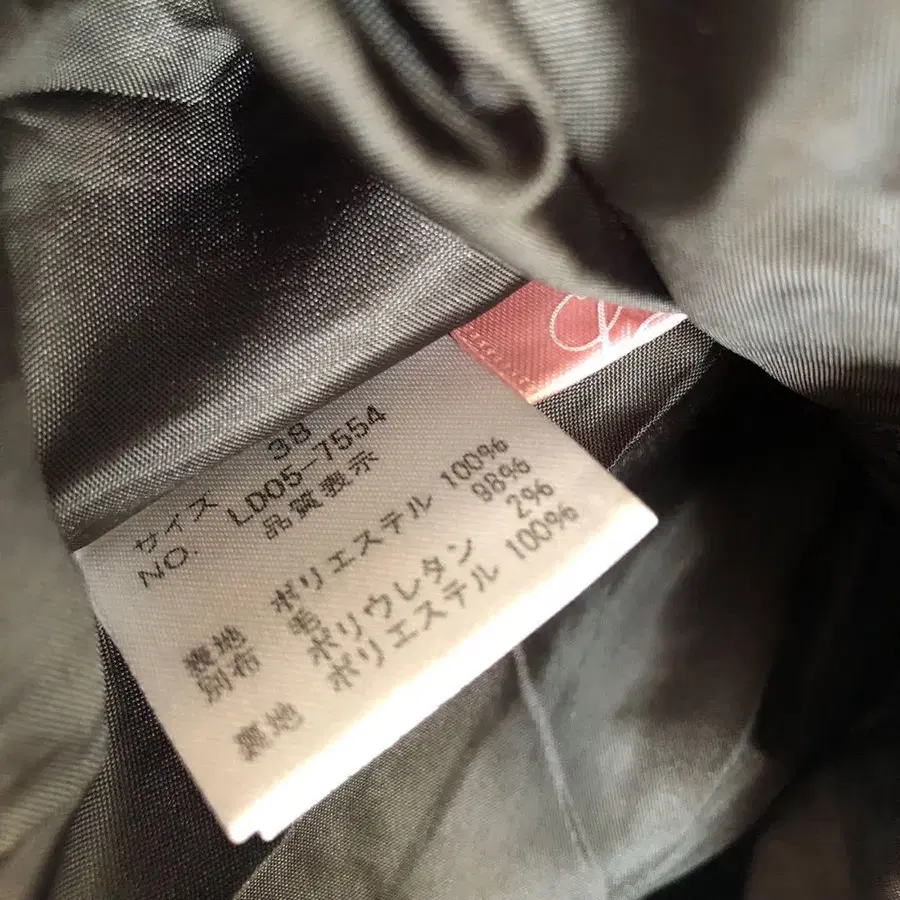 サイズ 38
NO. LD05-7554
品質表示
表地 ポリエステル 100%
別布 毛 98%
ポリウレタン 2%
裏地 ポリエステル 100%